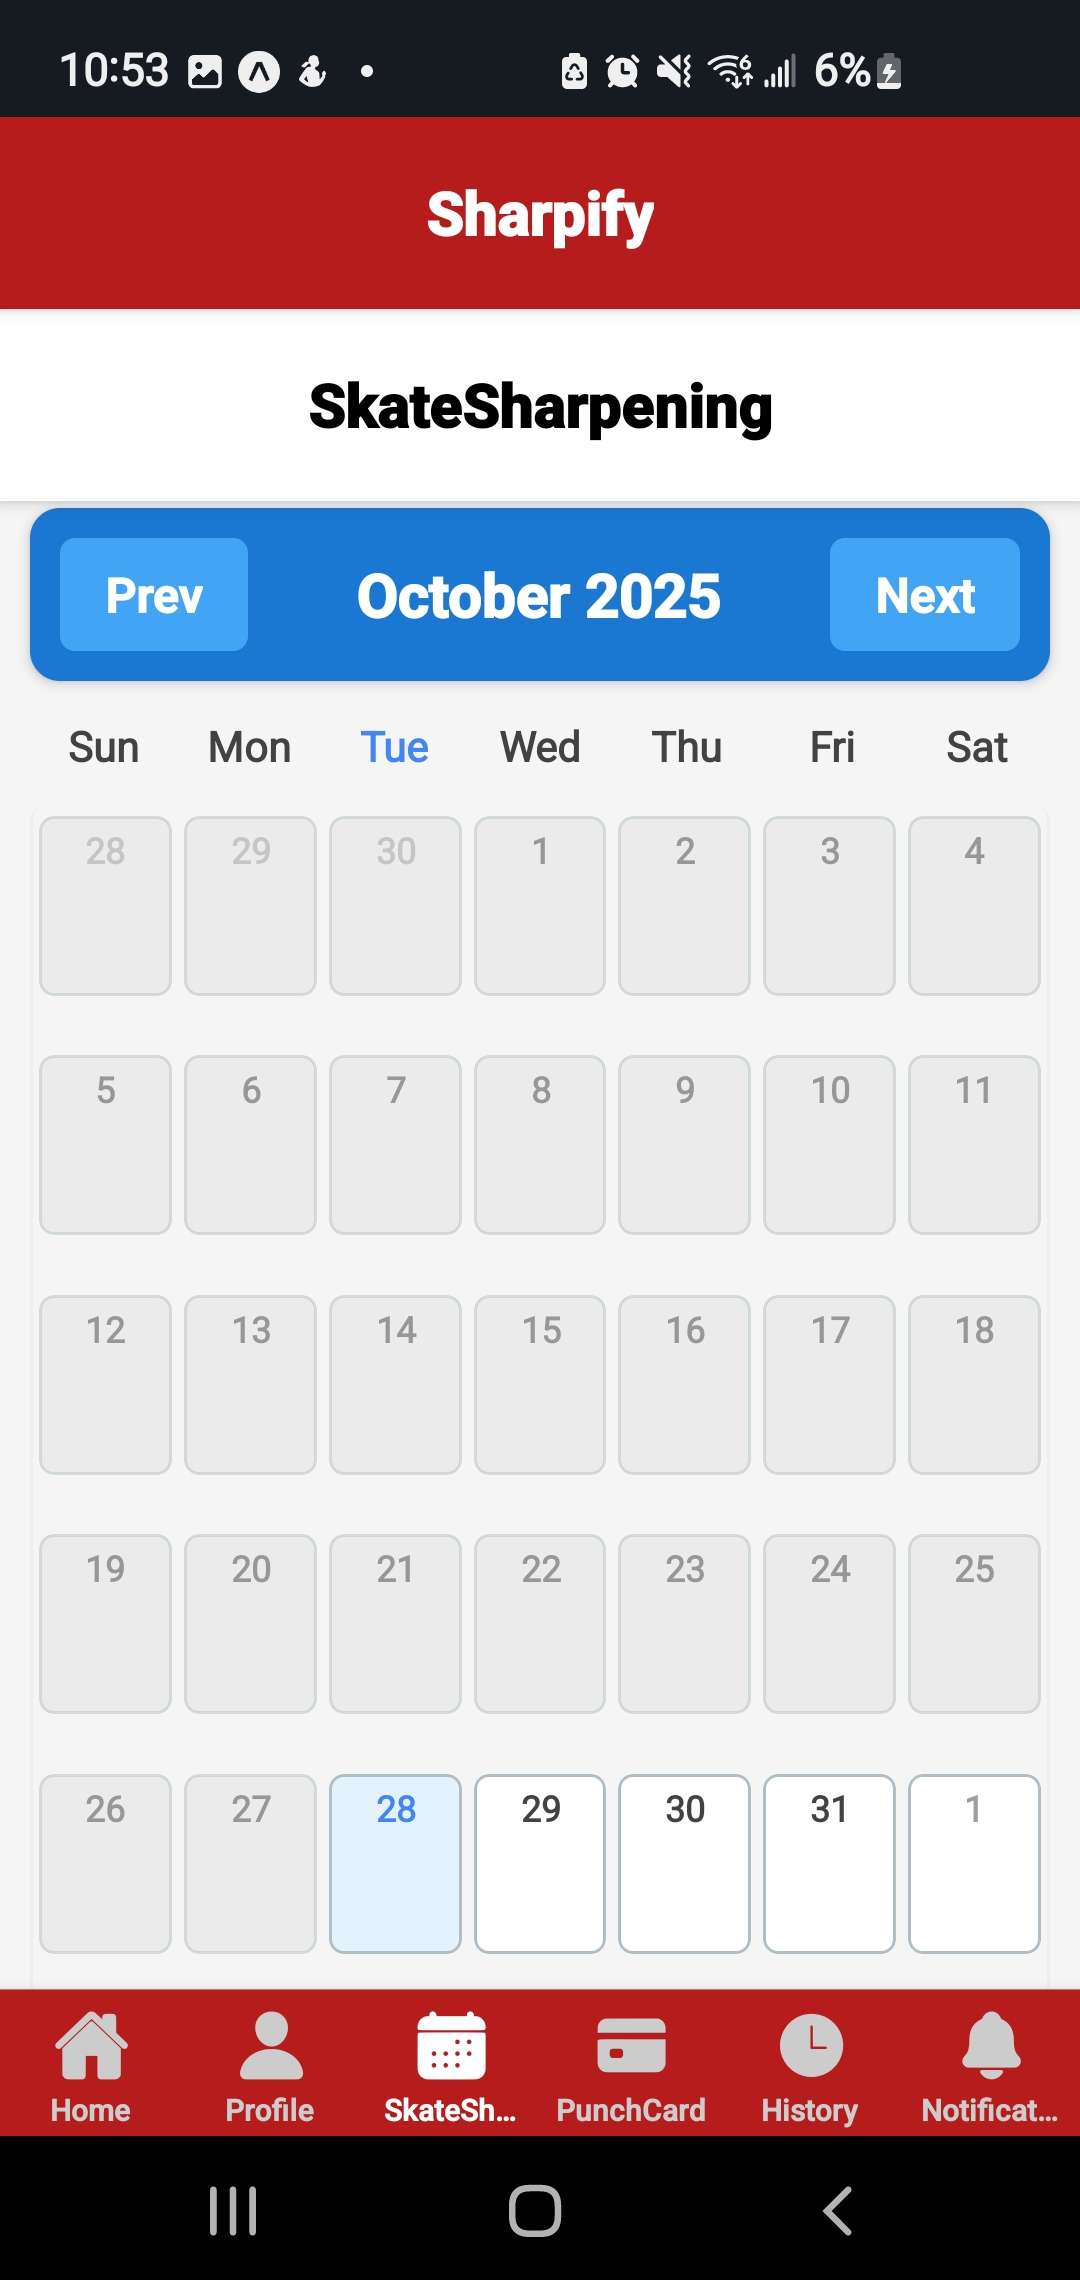 10:53 6%
Sharpify
SkateSharpening
Prev October 2025 Next
Sun Mon Tue Wed Thu Fri Sat
28 29 30 1 2 3 4
5 6 7 8 9 10 11
12 13 14 15 16 17 18
19 20 21 22 23 24 25
26 27 28 29 30 31 1
Home Profile SkateSh... PunchCard History Notificat...